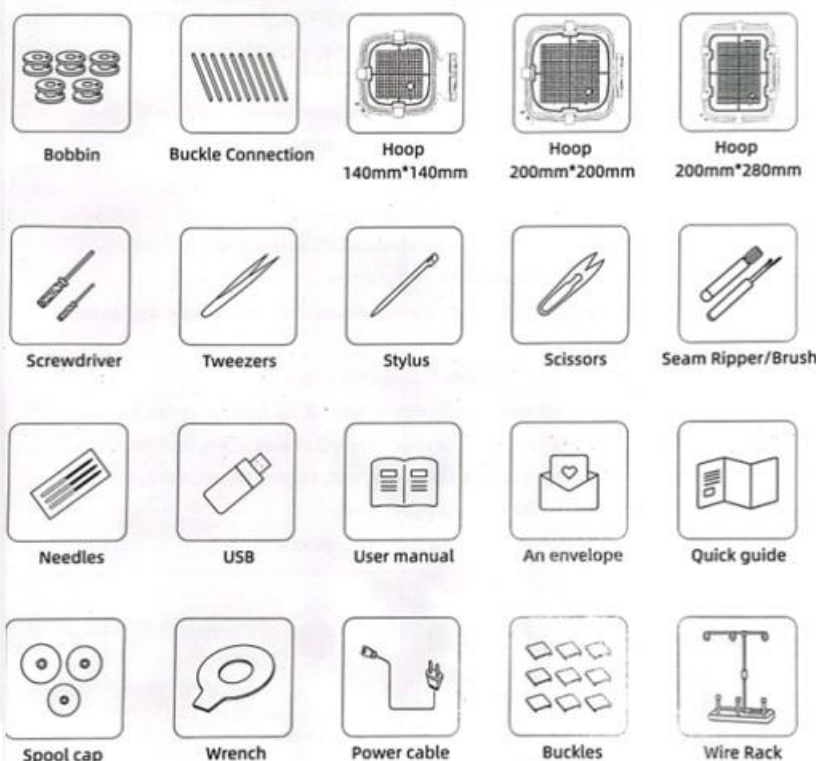 Bobbin
Buckle Connection
Hoop
140mm*140mm
Hoop
200mm*200mm
Hoop
200mm*280mm
Screwdriver
Tweezers
Stylus
Scissors
Seam Ripper/Brush
Needles
USB
User manual
An envelope
Quick guide
Spool cap
Wrench
Power cable
Buckles
Wire Rack